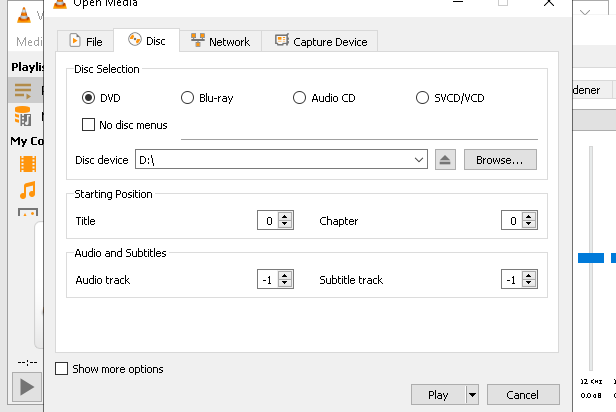 Open Media
Medi
File
Disc
Network
Capture Device
Playlis
Disc Selection
DVD
Blu-ray
Audio CD
SVCD/VCD
dener
No disc menus
My Co
Disc device
D:\
Browse...
Starting Position
Title
0
Chapter
0
Audio and Subtitles
Audio track
-1
Subtitle track
-1
--:--
Show more options
Play
Cancel
12 KHz
0.0 dB